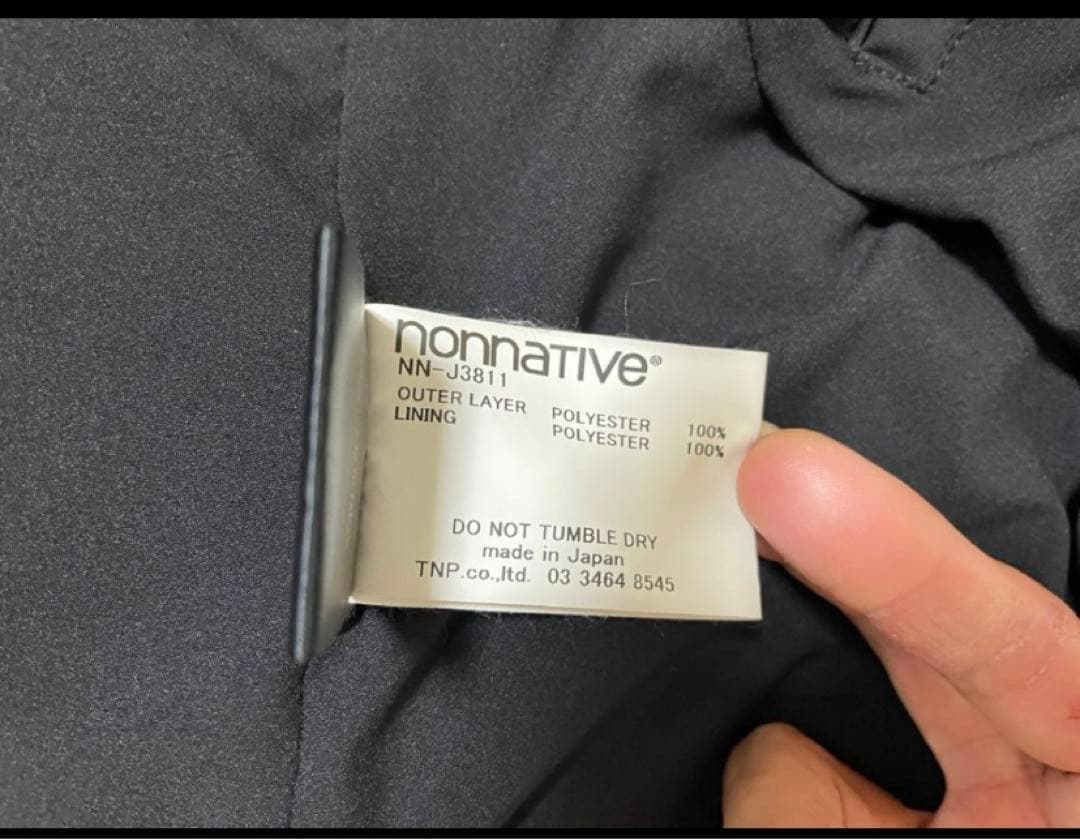 nonnaTIVe®
NN-J3811
OUTER LAYER POLYESTER 100%
LINING POLYESTER 100%
DO NOT TUMBLE DRY
made in Japan
TNP.co.,ltd. 03 3464 8545